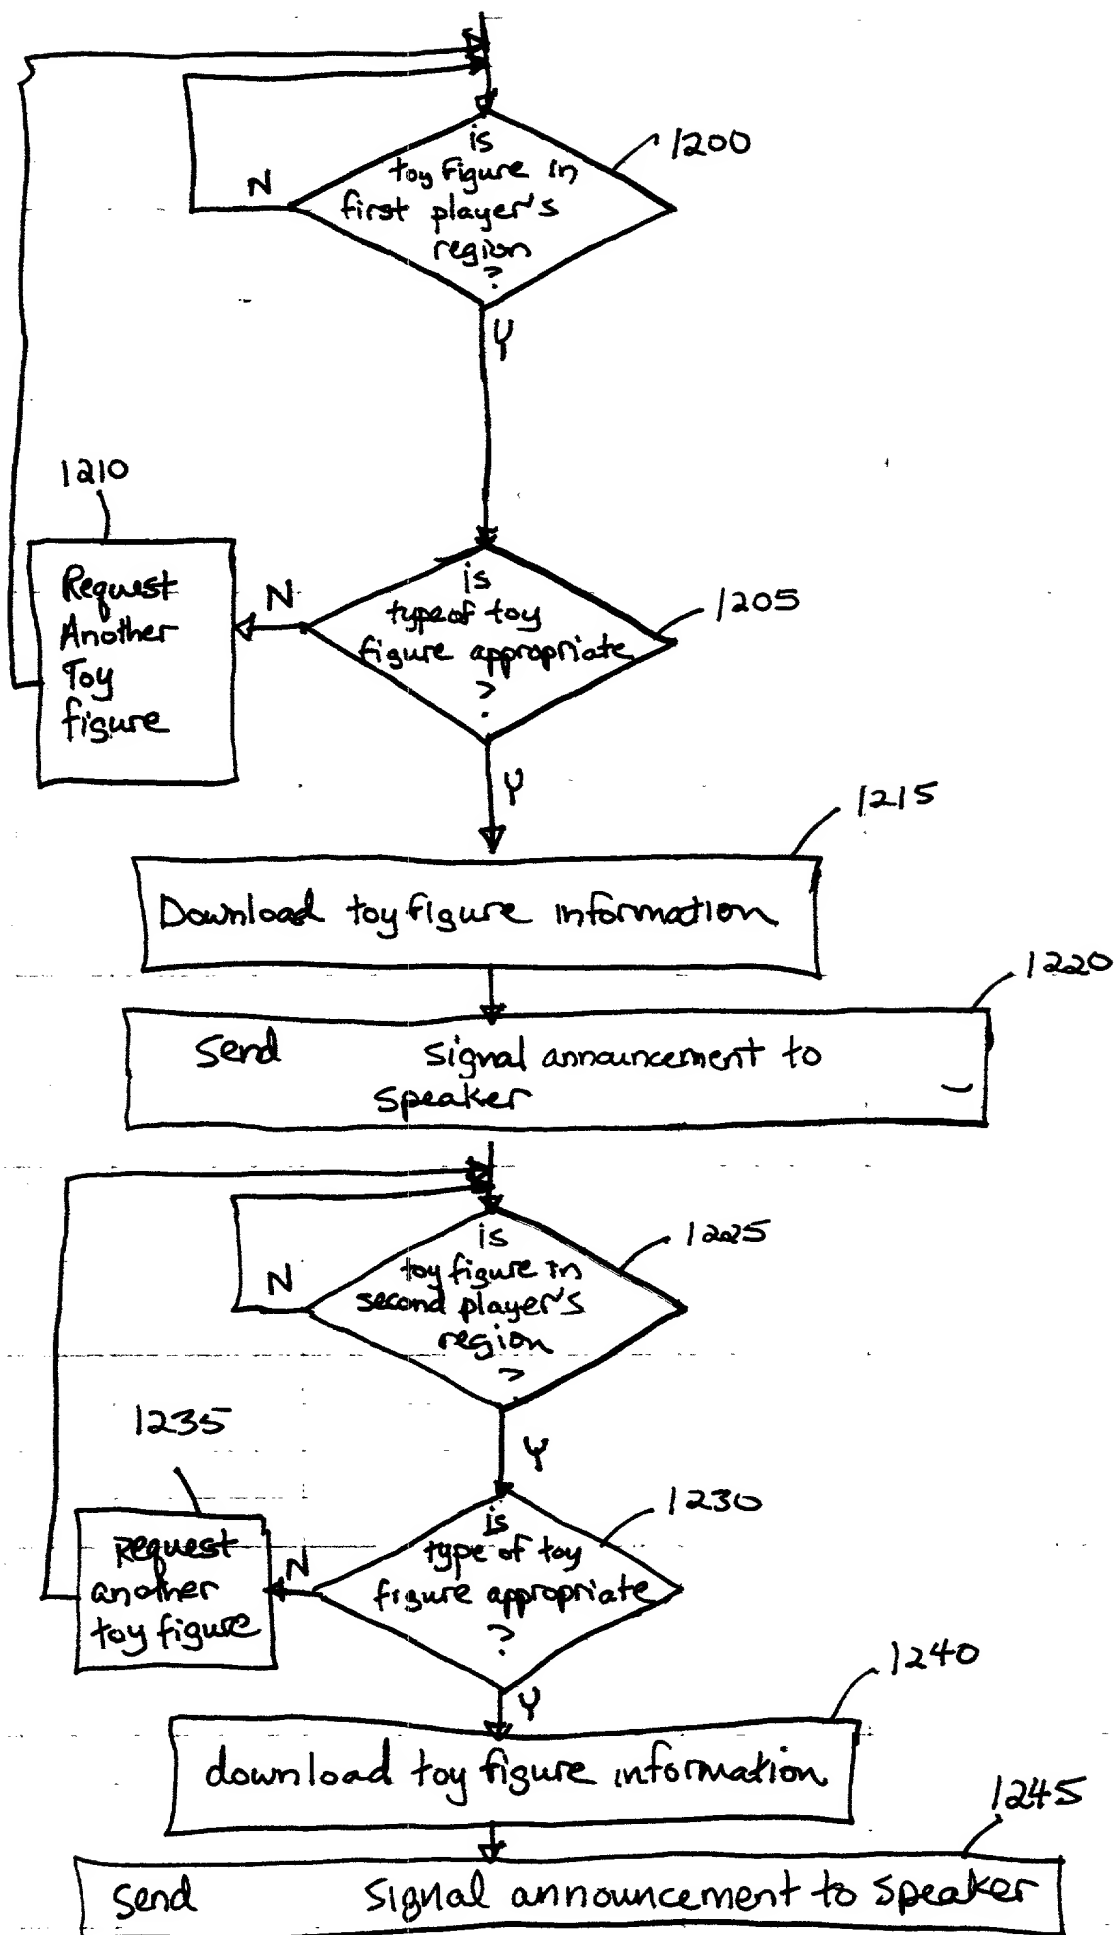 1200
is
toy Figure in
first player's
region
?
N
Y
1210
Request
Another
Toy
figure
N
1205
is
type of toy
figure appropriate
?
Y
1215
Download toy figure information
1220
Send signal announcement to
speaker
1225
is
toy figure in
second player's
region
?
N
Y
1235
Request
another
toy figure
N
1230
is
type of toy
figure appropriate
?
Y
1240
download toy figure information
1245
Send signal announcement to speaker